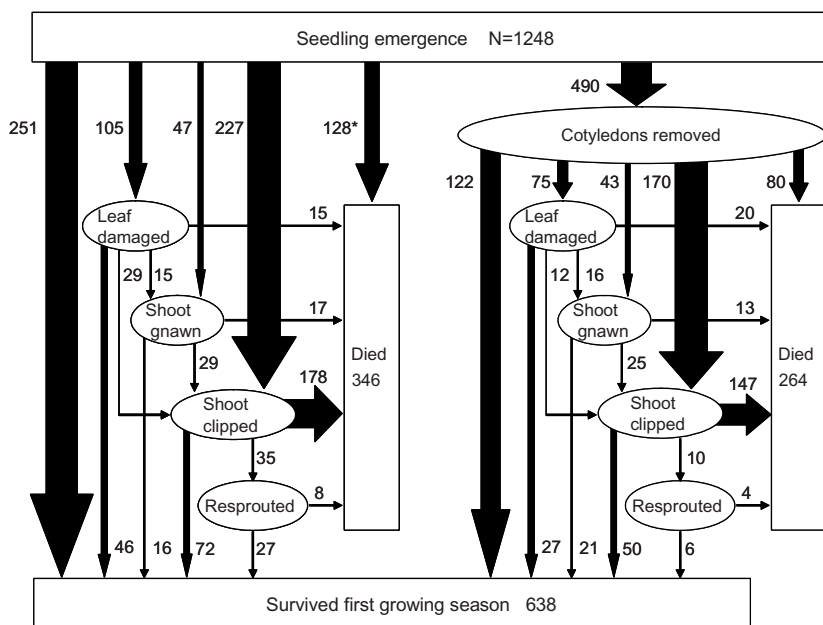 Seedling emergence N=1248
251
105
47
227
128*
490
Cotyledons removed
122
75
43
170
80
Leaf
damaged
15
29
15
Shoot
gnawn
17
29
Died
346
Shoot
clipped
178
35
Resprouted
8
46
16
72
27
Leaf
damaged
20
12
16
Shoot
gnawn
13
25
Died
264
Shoot
clipped
147
10
Resprouted
4
27
21
50
6
Survived first growing season 638